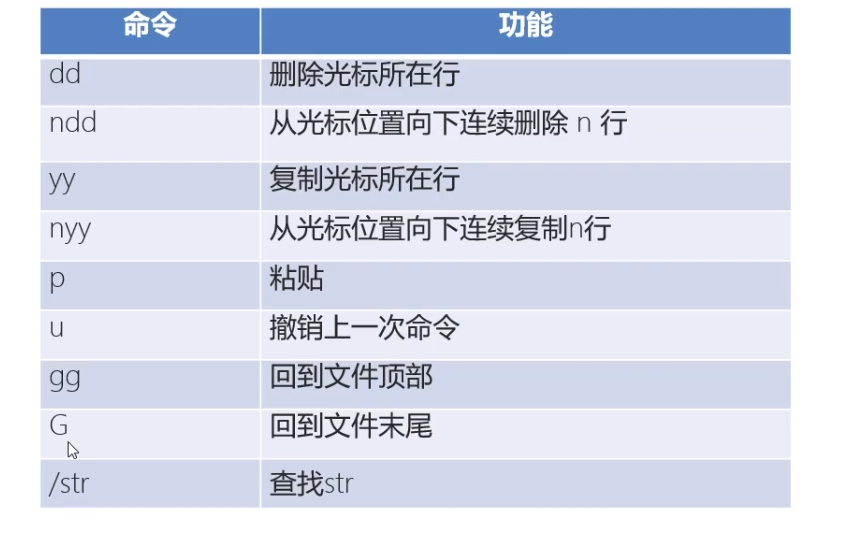 命令 功能
dd 删除光标所在行
ndd 从光标位置向下连续删除 n 行
yy 复制光标所在行
nyy 从光标位置向下连续复制n行
p 粘贴
u 撤销上一次命令
gg 回到文件顶部
G 回到文件末尾
/str 查找str